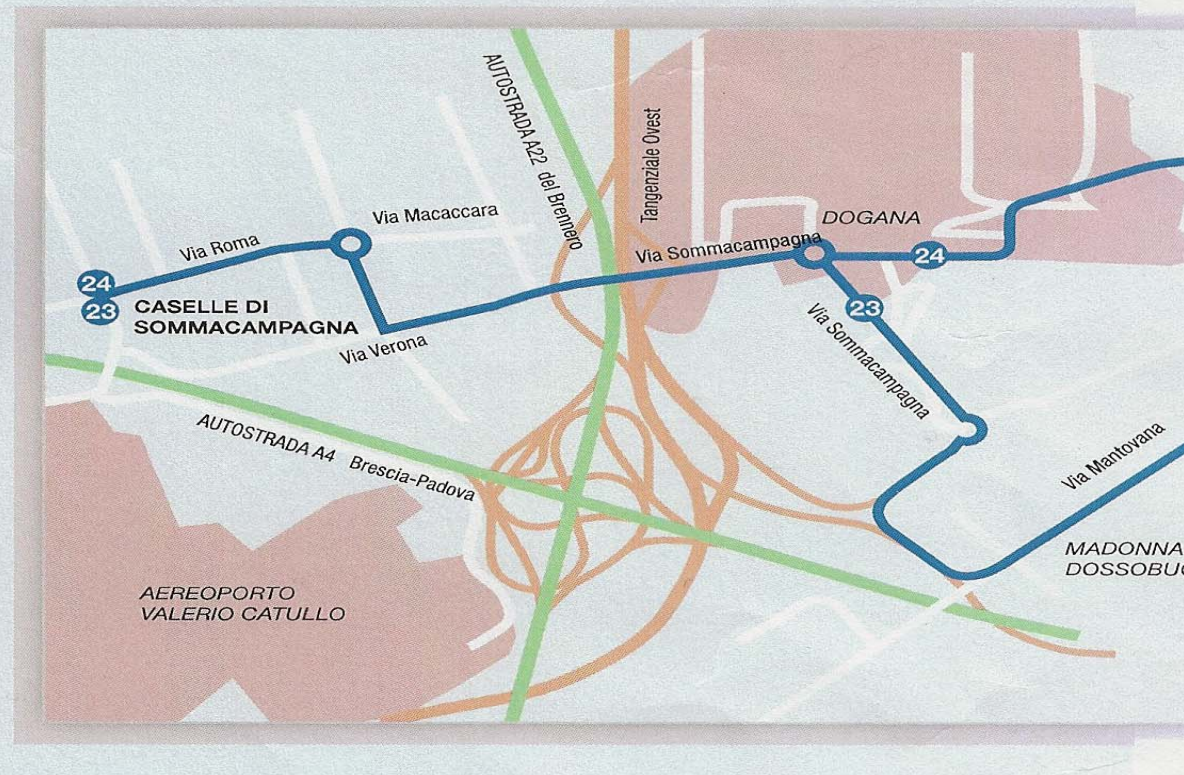 AUTOSTRADA A22 del Brennero
Tangenziale Ovest
Via Macaccara
DOGANA
Via Roma
Via Sommacampagna
24
24
23
CASELLE DI
SOMMACAMPAGNA
23
Via Verona
Via Sommacampagna
AUTOSTRADA A4 Brescia-Padova
Via Mantovana
MADONNA
DOSSOBUO
AEREOPORTO
VALERIO CATULLO